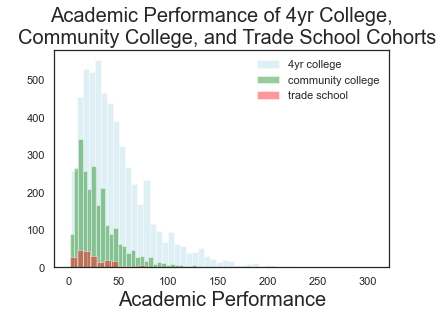 Academic Performance of 4yr College,
Community College, and Trade School Cohorts
4yr college
community college
trade school
500
400
300
200
100
0
0 50 100 150 200 250 300
Academic Performance